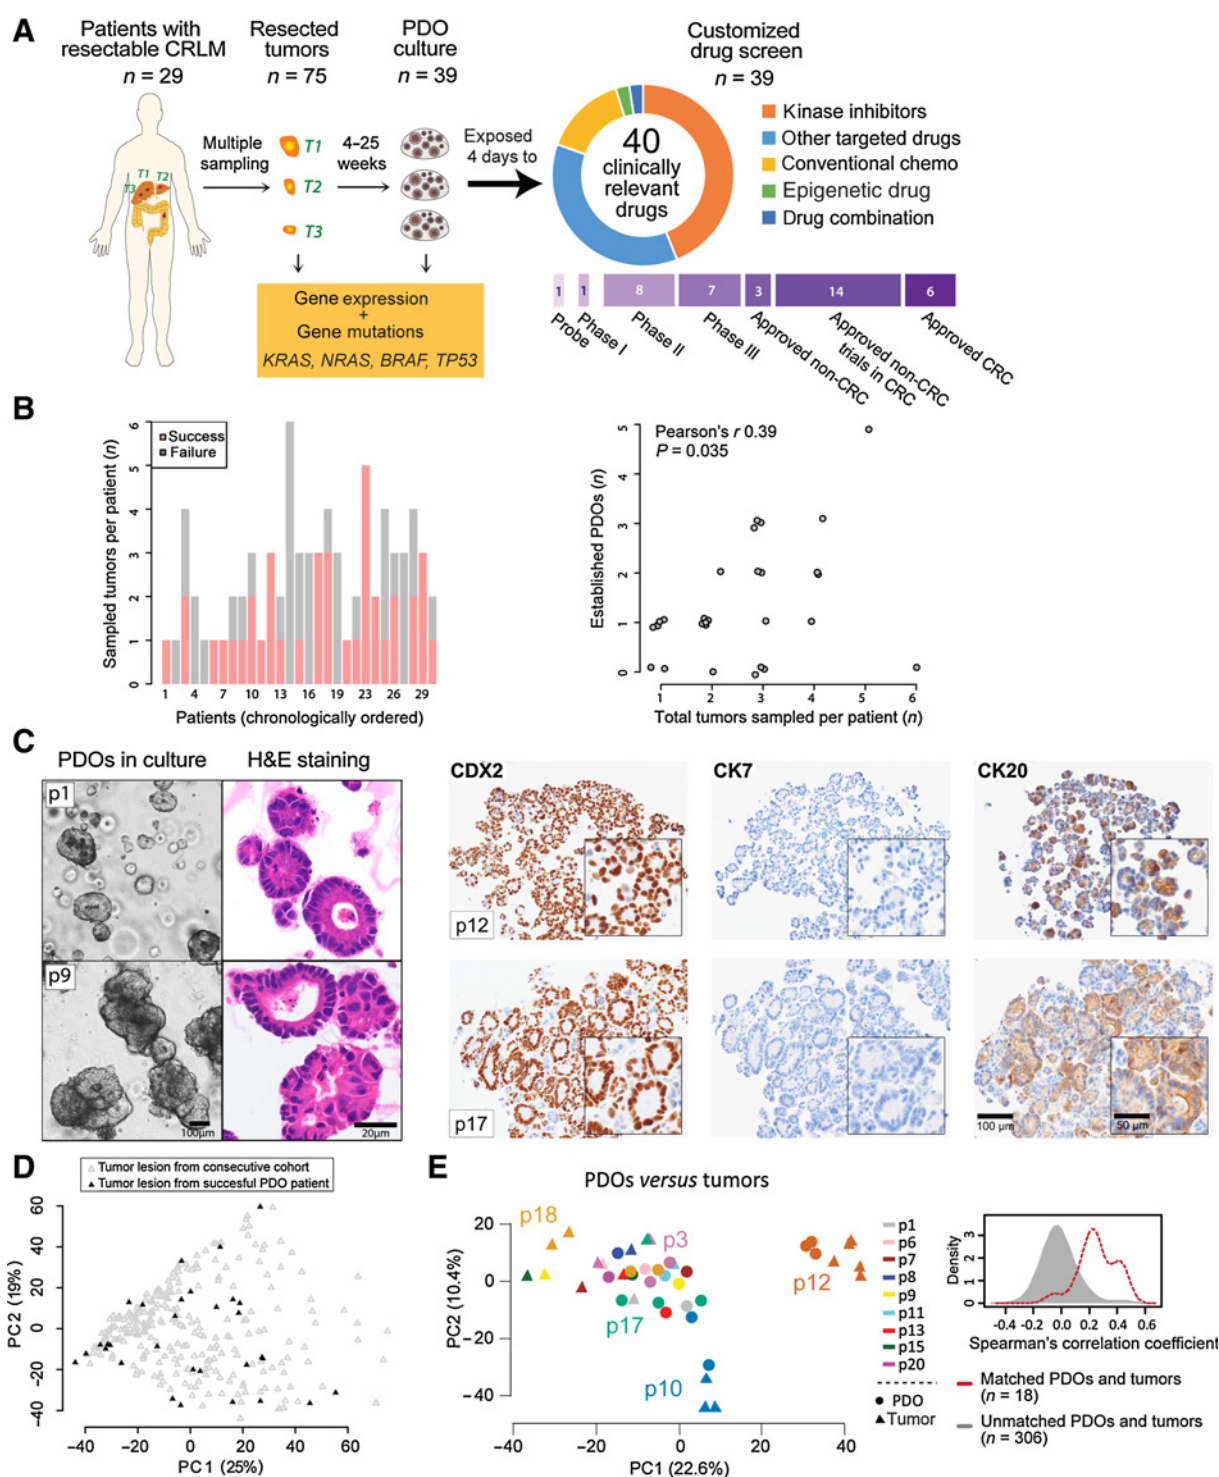 A
Patients with
resectable CRLM
n = 29
Resected
tumors
n = 75
PDO
culture
n = 39
Customized
drug screen
n = 39
T1
T2
T3
Multiple
sampling
T1
T2
T3
4–25
weeks
Exposed
4 days to
40
clinically
relevant
drugs
Kinase inhibitors
Other targeted drugs
Conventional chemo
Epigenetic drug
Drug combination
Gene expression
+
Gene mutations
KRAS, NRAS, BRAF, TP53
1 1 8 7 3 14 6
Probe
Phase I
Phase II
Phase III
Approved non-CRC
Approved non-CRC
trials in CRC
Approved CRC
B
Sampled tumors per patient (n)
0 1 2 3 4 5 6
Success
Failure
1 4 7 10 13 16 19 23 26 29
Patients (chronologically ordered)
Established PDOs (n)
0 1 2 3 4 5
Pearson's r 0.39
P = 0.035
1 2 3 4 5 6
Total tumors sampled per patient (n)
C
PDOs in culture
H&E staining
p1
p9
100µm
20µm
CDX2
CK7
CK20
p12
p17
100 µm
50 µm
D
Tumor lesion from consecutive cohort
Tumor lesion from succesful PDO patient
PC2 (19%)
60
40
20
0
−20
−40
−40 −20 0 20 40 60
PC1 (25%)
E
PDOs versus tumors
PC2 (10.4%)
20
0
−20
−40
p18
p3
p12
p17
p10
−40 −20 0 20 40
PC1 (22.6%)
p1
p6
p7
p8
p9
p11
p13
p15
p20
PDO
Tumor
Density
3
2
1
0
−0.4 0.0 0.2 0.4 0.6
Spearman's correlation coefficient
Matched PDOs and tumors
(n = 18)
Unmatched PDOs and tumors
(n = 306)